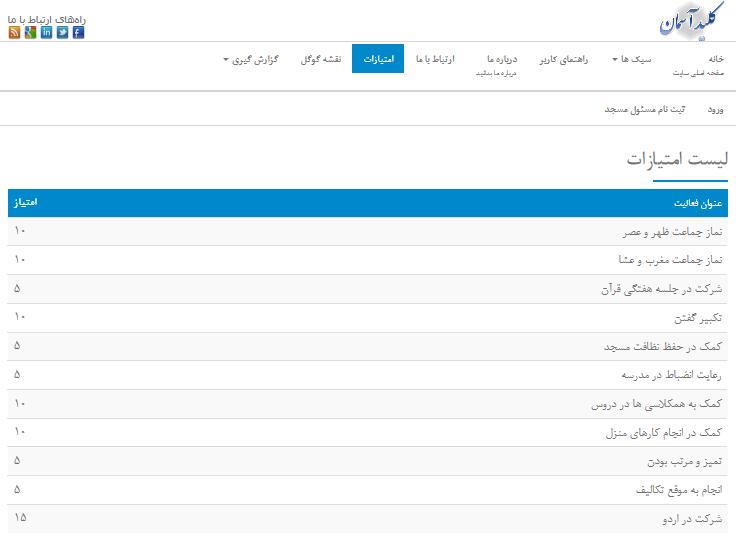 کلید آسمان
راه‌های ارتباط با ما
خانه
صفحه اصلی سایت
سبک ها
راهنمای کاربر
درباره ما
درباره ما بدانید
ارتباط با ما
امتیازات
نقشه گوگل
گزارش گیری
ورود
ثبت نام مسئول مسجد
لیست امتیازات
عنوان فعالیت امتیاز
نماز جماعت ظهر و عصر ۱۰
نماز جماعت مغرب و عشا ۱۰
شرکت در جلسه هفتگی قرآن ۵
تکبیر گفتن ۱۰
کمک در حفظ نظافت مسجد ۵
رعایت انضباط در مدرسه ۵
کمک به همکلاسی ها در دروس ۱۰
کمک در انجام کارهای منزل ۱۰
تمیز و مرتب بودن ۵
انجام به موقع تکالیف ۵
شرکت در اردو ۱۵